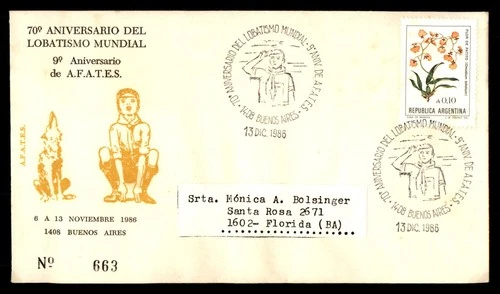 70º ANIVERSARIO DEL
LOBATISMO MUNDIAL
9º Aniversario
de A.F.A.T.E.S.
A.F.A.T.E.S.
6 A 13 NOVIEMBRE 1986
1408 BUENOS AIRES
Nº 663
70º ANIVERSARIO DEL LOBATISMO MUNDIAL-9º ANIV DE A.F.A.T.E.S
-1408 BUENOS AIRES-
13 DIC. 1986
FLOR DE PATITO
A 0,10
REPUBLICA ARGENTINA
70º ANIVERSARIO DEL LOBATISMO MUNDIAL-9º ANIV DE A.F.A.T.E.S
-1408 BUENOS AIRES-
13 DIC. 1986
Srta. Mónica A. Bolsinger
Santa Rosa 2671
1602- Florida (BA)